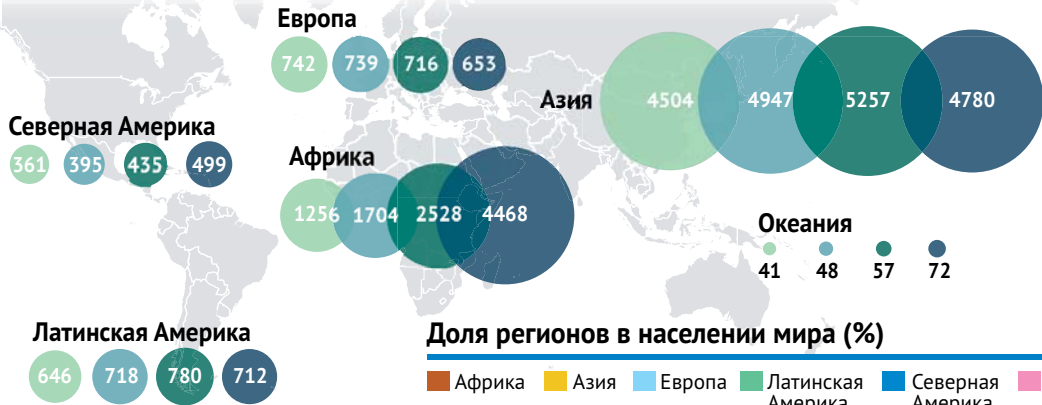 Европа
742 739 716 653
Азия
4504 4947 5257 4780
Северная Америка
361 395 435 499
Африка
1256 1704 2528 4468
Океания
41 48 57 72
Латинская Америка
646 718 780 712
Доля регионов в населении мира (%)
Африка Азия Европа Латинская Северная
Америка Америка